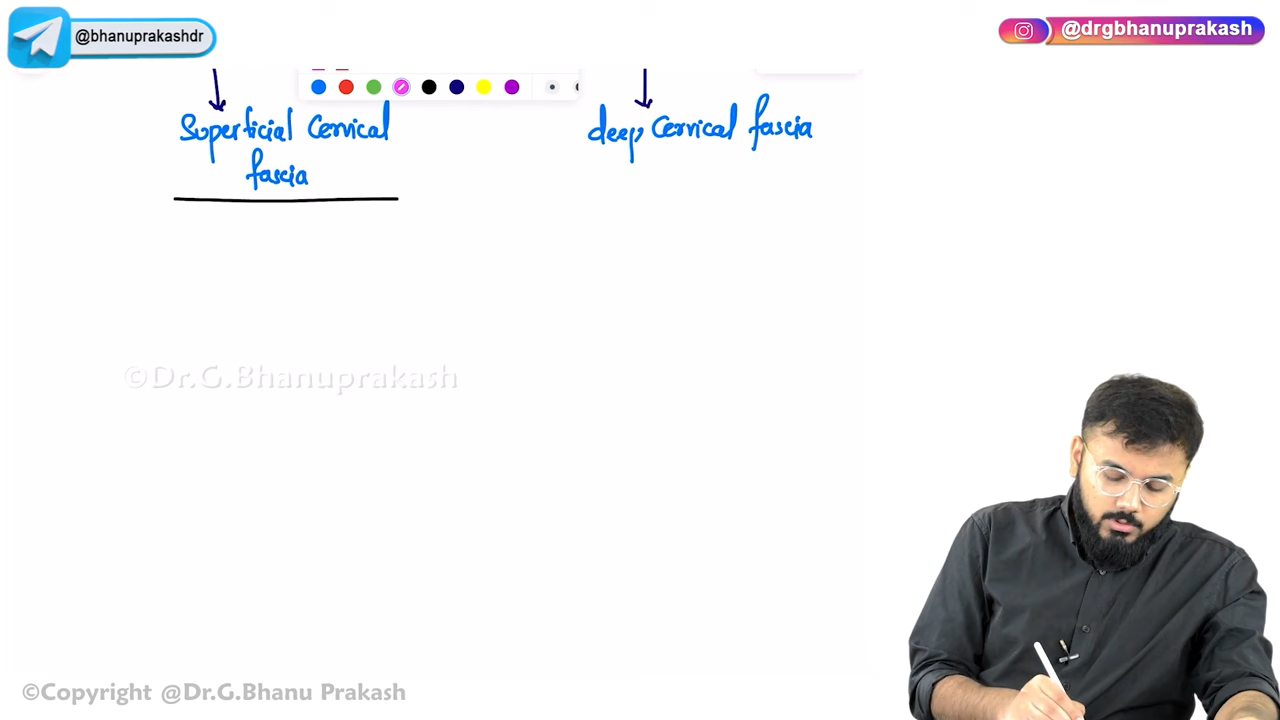 @bhanuprakashdr
@drgbhanuprakash
Superficial Cervical
fascia
deep Cervical fascia
©Dr.G.Bhanuprakash
©Copyright @Dr.G.Bhanu Prakash